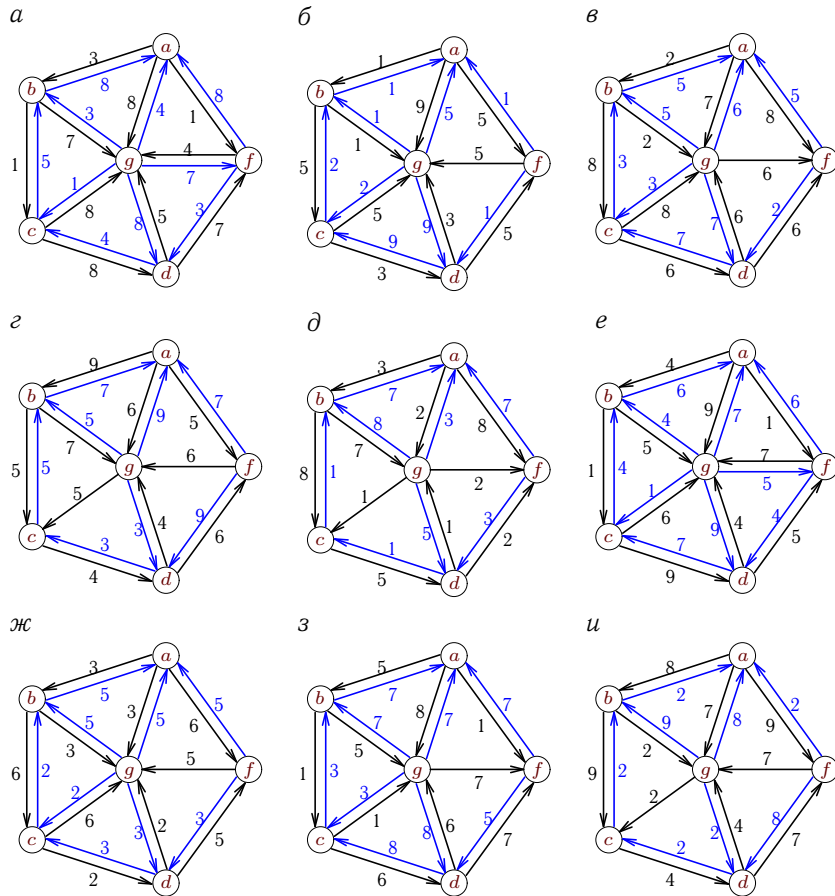 а
a
3
b 8 8
3 8 4 1
7 4
1 5 g f
1 7
8 5 3
c 8 7
4
8 d
б
a
1
b 1 1
1 9 5 5
1
5 2 g 5 f
2
5 3 1
c 9 5
9
3 d
в
a
2
b 5 5
5 7 6 8
2
8 3 g f
3 6
8 6 2
c 7 6
7
6 d
г
a
9
b 7 7
5 6 9 5
7
5 5 g 6 f
5
4 9
c 3 6
3
4 d
д
a
3
b 7 7
8 2 3 8
7
8 1 g f
1 2
1 3
c 5 2
1
5 d
е
a
4
b 6 6
4 9 7 1
5 7
1 4 g f
1 5
6 4 4
c 9 5
7
9 d
ж
a
3
b 5 5
5 3 5 6
3
6 2 g 5 f
2
6 2 3
c 3 5
3
2 d
з
a
5
b 7 7
7 8 7 1
5
1 3 g f
3 7
1 6 5
c 8 7
8
6 d
и
a
8
b 2 2
9 7 8 9
2
9 2 g 7 f
2
4 8
c 2 7
2
4 d